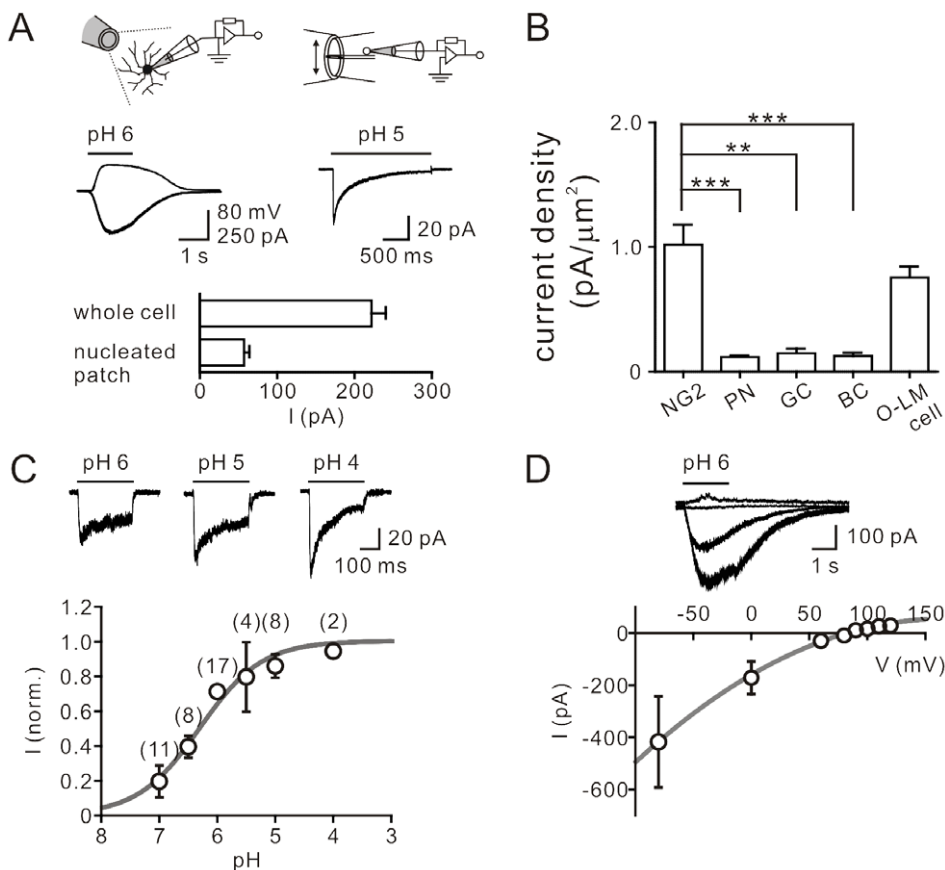 A
pH 6
80 mV
250 pA
1 s
pH 5
20 pA
500 ms
whole cell
nucleated
patch
0 100 200 300
I (pA)
B
current density
(pA/μm²)
2.0
1.0
0
***
**
***
NG2 PN GC BC O-LM
cell
C
pH 6 pH 5 pH 4
20 pA
100 ms
I (norm.)
1.2
1.0
0.8
0.6
0.4
0.2
0
(11)
(8)
(17)
(4)
(8)
(2)
8 7 6 5 4 3
pH
D
pH 6
100 pA
1 s
-50 0 50 100 150
V (mV)
I (pA)
0
-200
-400
-600